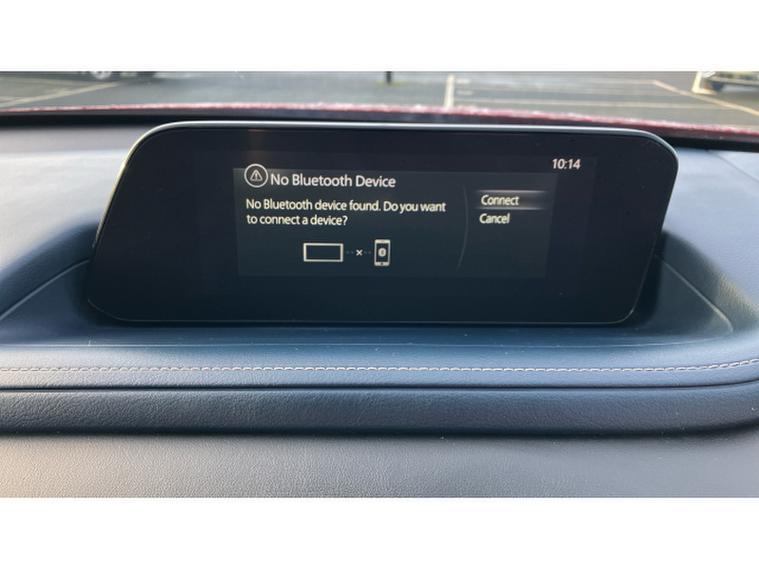 10:14
No Bluetooth Device
No Bluetooth device found. Do you want
to connect a device?
Connect
Cancel